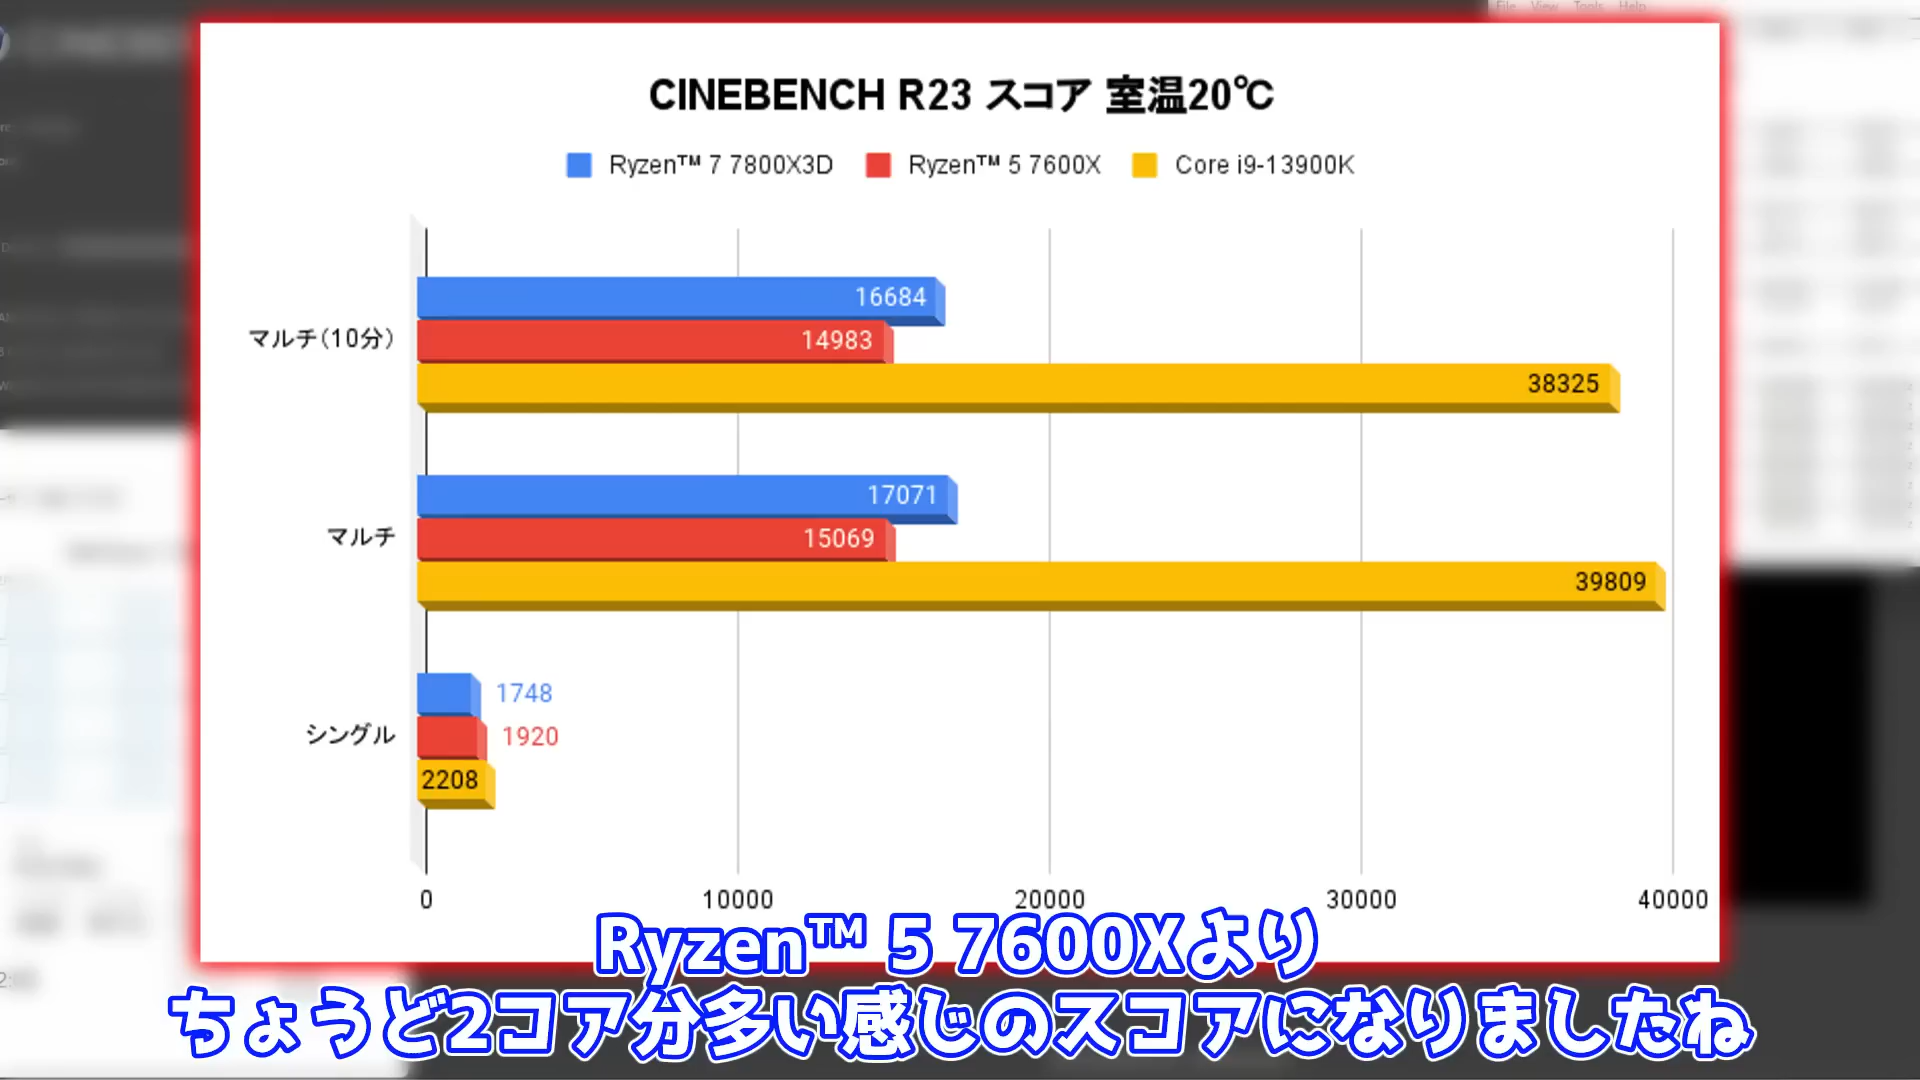 File View Tools Help
CINEBENCH R23 スコア 室温20℃
Ryzen™ 7 7800X3D Ryzen™ 5 7600X Core i9-13900K
16684
マルチ(10分) 14983
38325
17071
マルチ 15069
39809
1748
シングル 1920
2208
0 10000 20000 30000 40000
Ryzen™ 5 7600Xより
ちょうど2コア分多い感じのスコアになりましたね